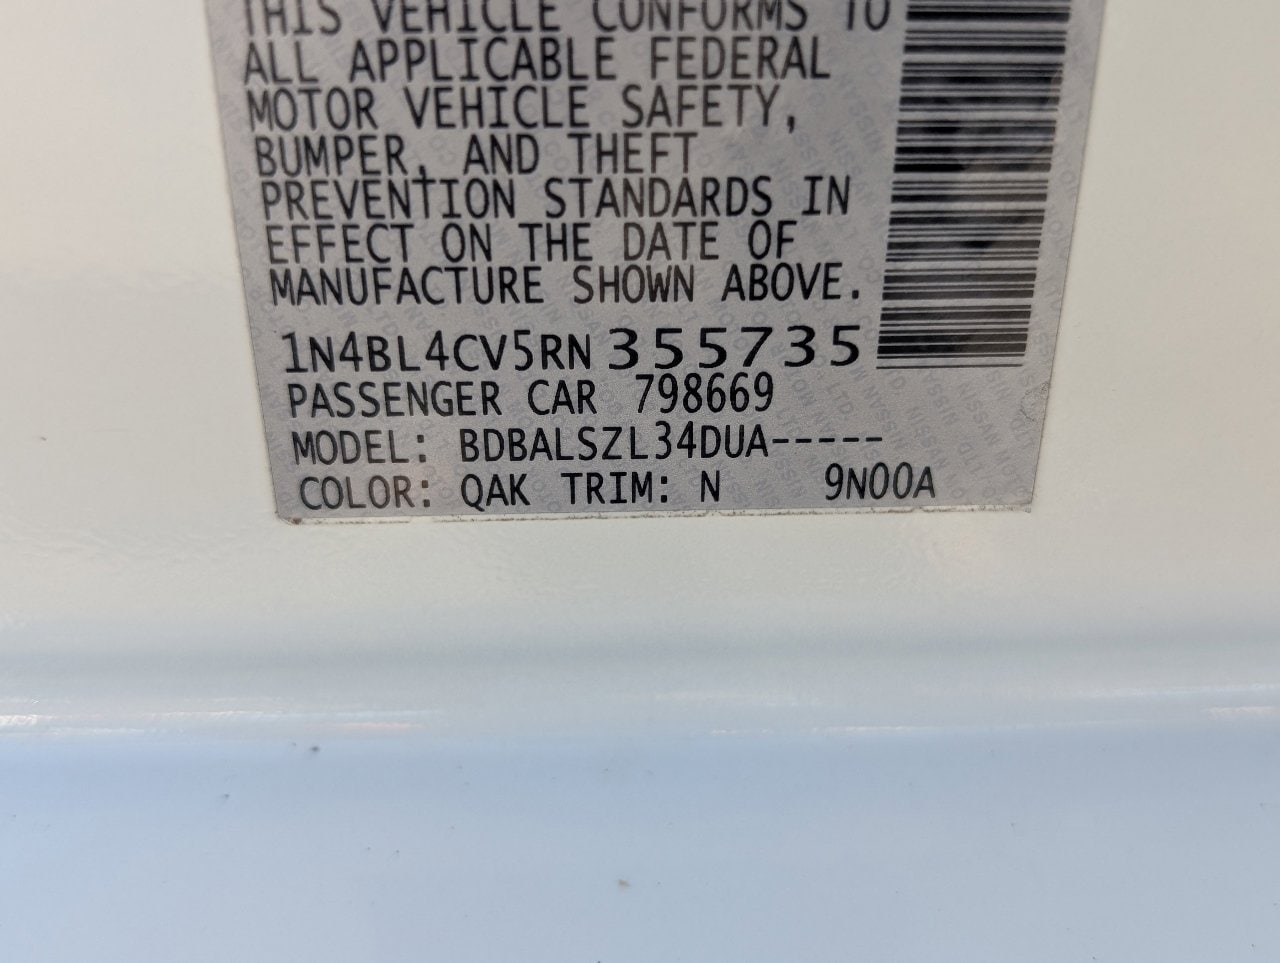 THIS VEHICLE CONFORMS TO
ALL APPLICABLE FEDERAL
MOTOR VEHICLE SAFETY,
BUMPER, AND THEFT
PREVENTION STANDARDS IN
EFFECT ON THE DATE OF
MANUFACTURE SHOWN ABOVE.
1N4BL4CV5RN355735
PASSENGER CAR 798669
MODEL: BDBALSZL34DUA-----
COLOR: QAK TRIM: N 9N00A